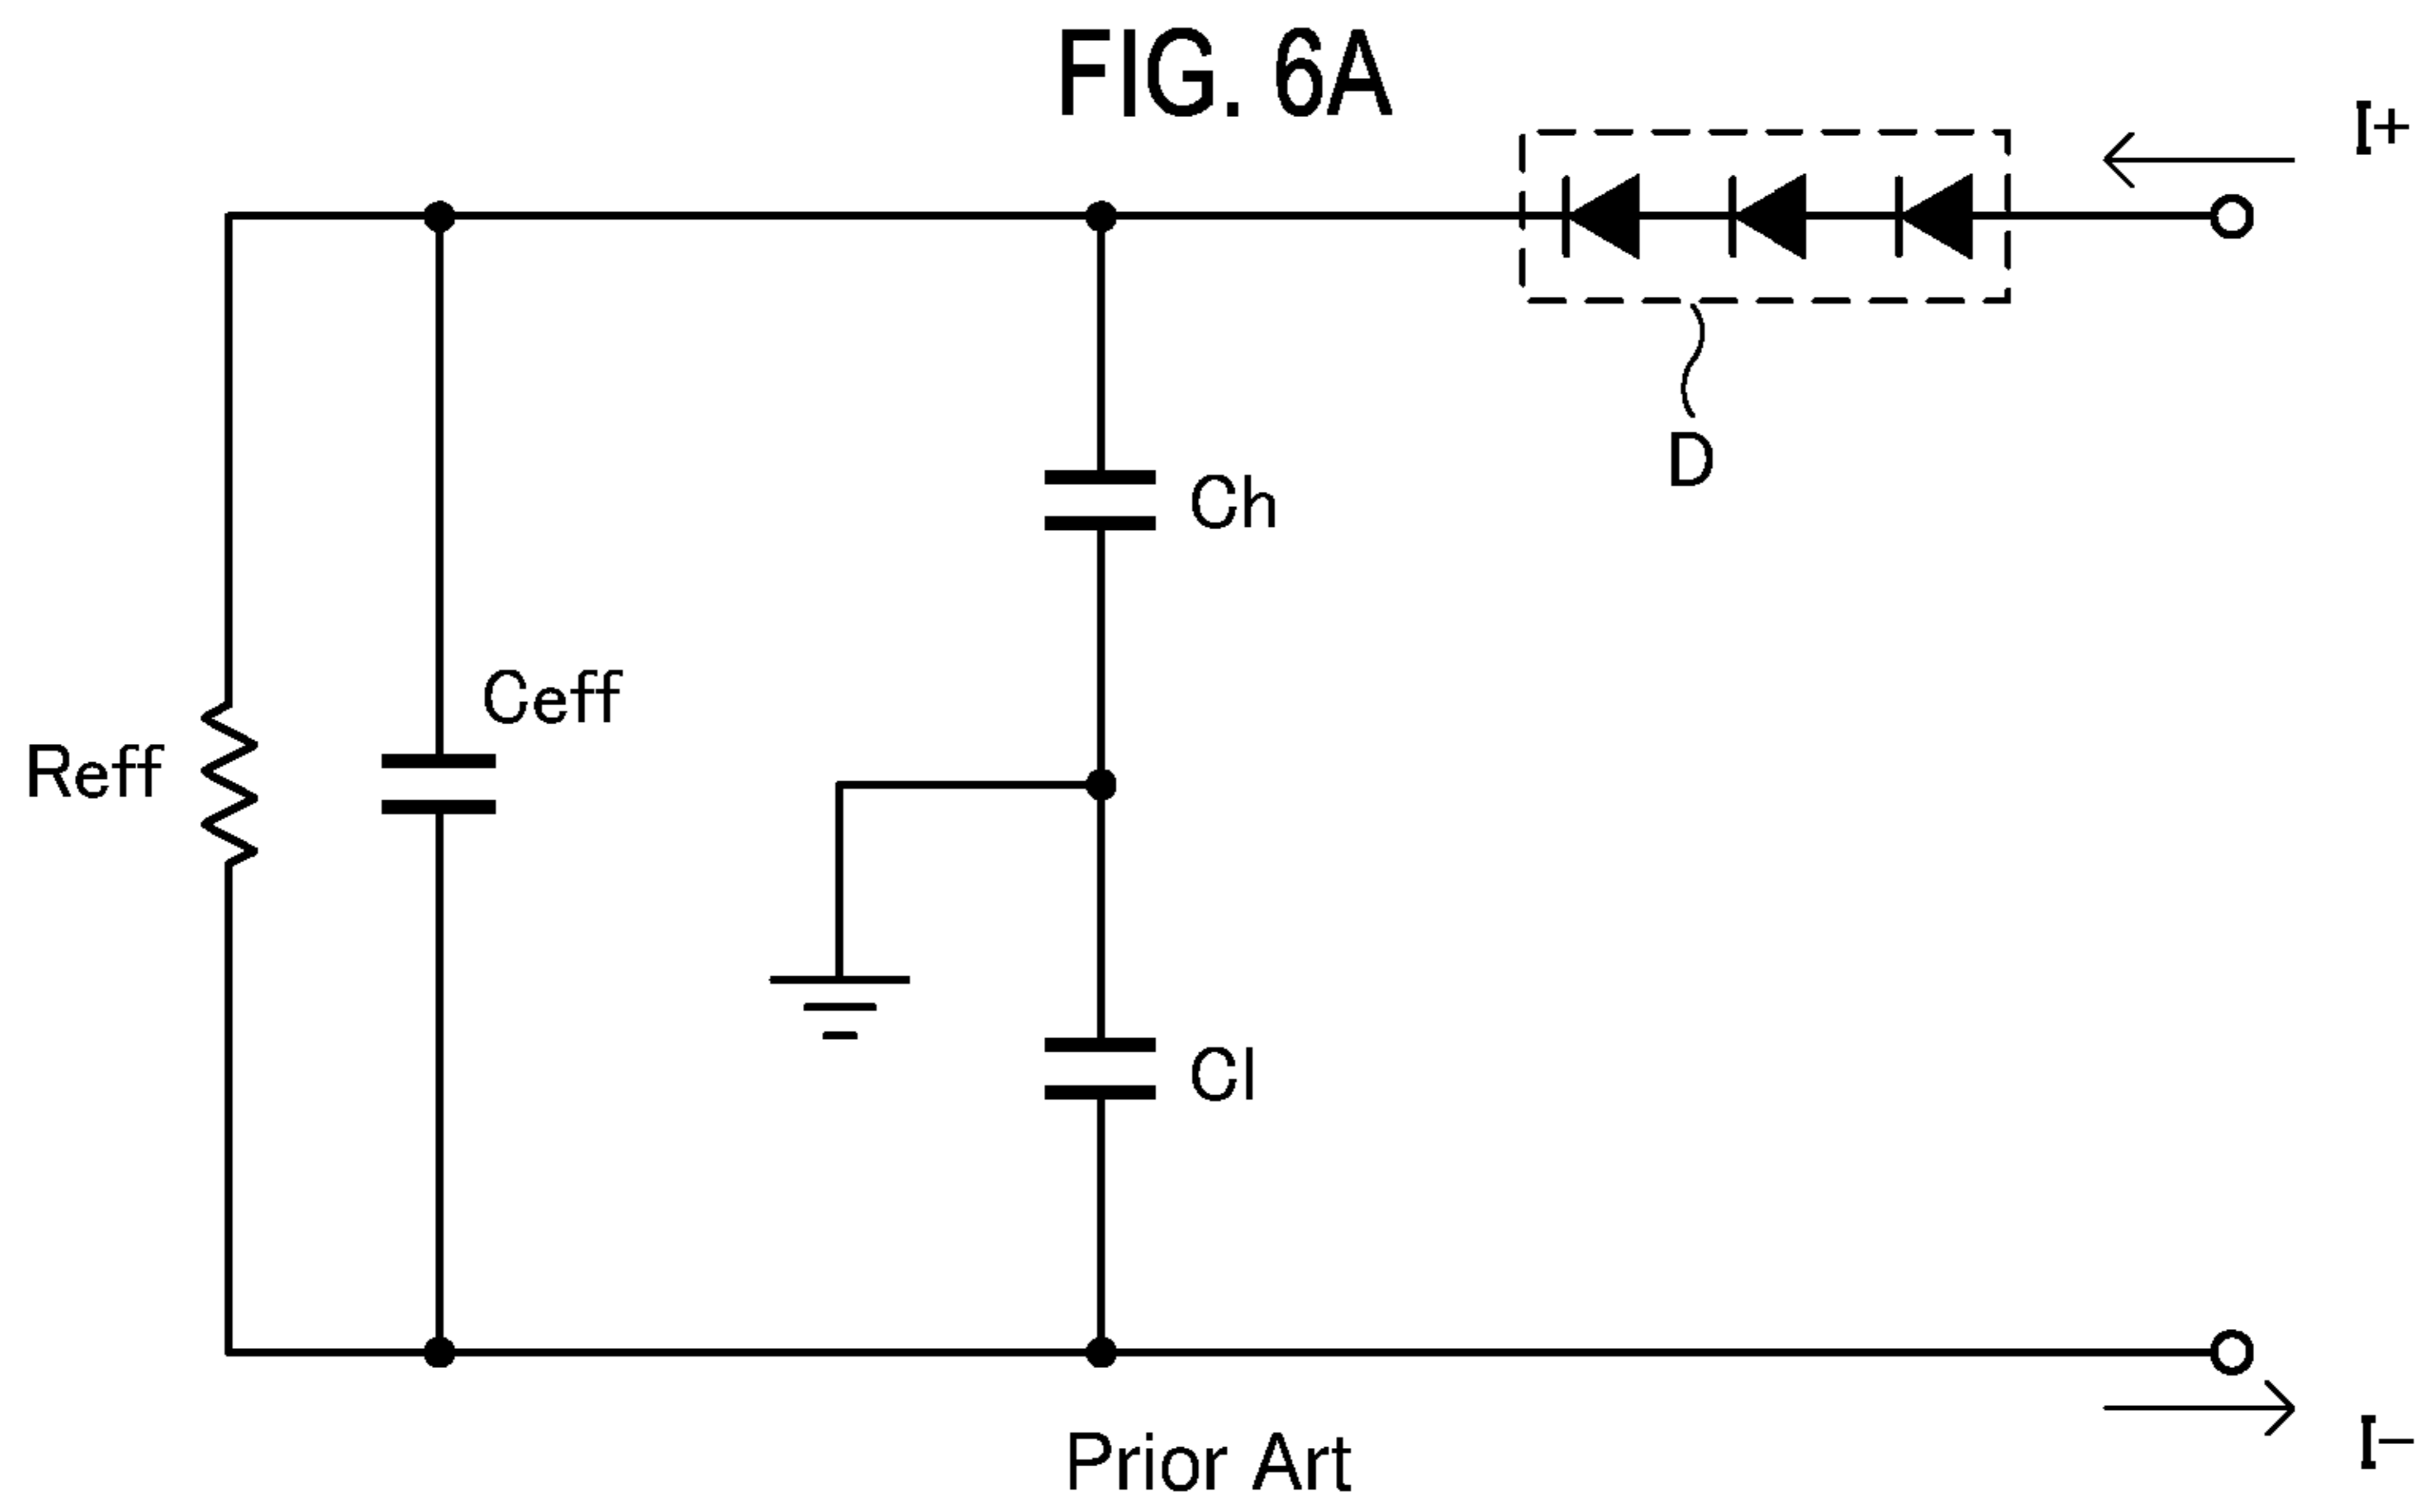 FIG. 6A
I+
D
Ch
Ceff
Reff
Cl
I−
Prior Art